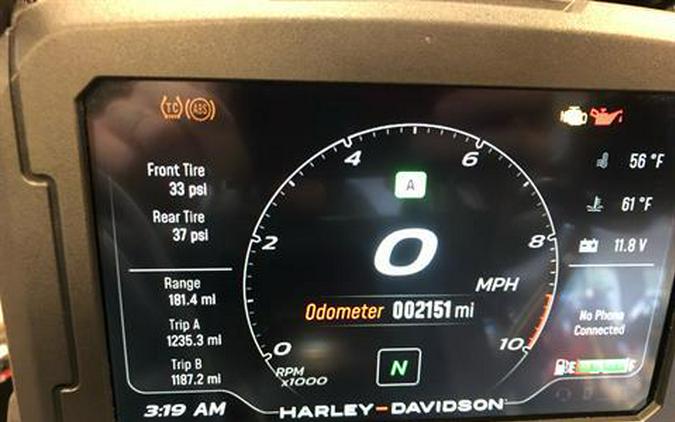 TC ABS
Front Tire
33 psi
Rear Tire
37 psi
Range
181.4 mi
Trip A
1235.3 mi
Trip B
1187.2 mi
3:19 AM
0
2
4
6
8
10
RPM
x1000
A
0
MPH
Odometer 002151 mi
N
HARLEY-DAVIDSON
56 °F
61 °F
11.8 V
No Phone
Connected
E F